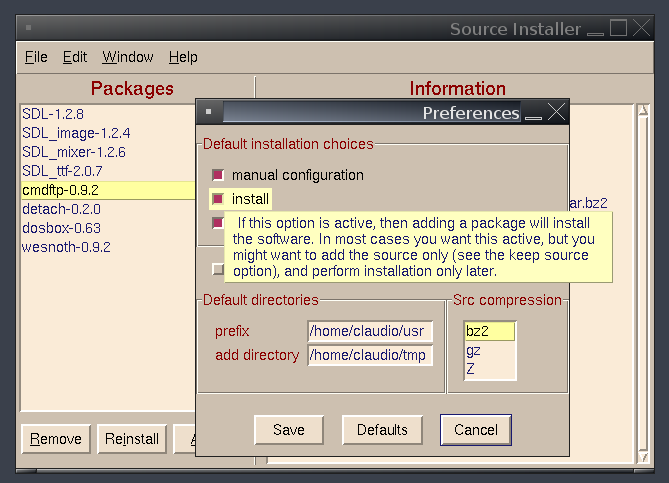 Source Installer
File Edit Window Help
Packages
Information
SDL-1.2.8
SDL_image-1.2.4
SDL_mixer-1.2.6
SDL_ttf-2.0.7
cmdftp-0.9.2
detach-0.2.0
dosbox-0.63
wesnoth-0.9.2
ar.bz2
Remove
Reinstall
Preferences
Default installation choices
manual configuration
install
If this option is active, then adding a package will install
the software. In most cases you want this active, but you
might want to add the source only (see the keep source
option), and perform installation only later.
Default directories
prefix /home/claudio/usr
add directory /home/claudio/tmp
Src compression
bz2
gz
Z
Save
Defaults
Cancel